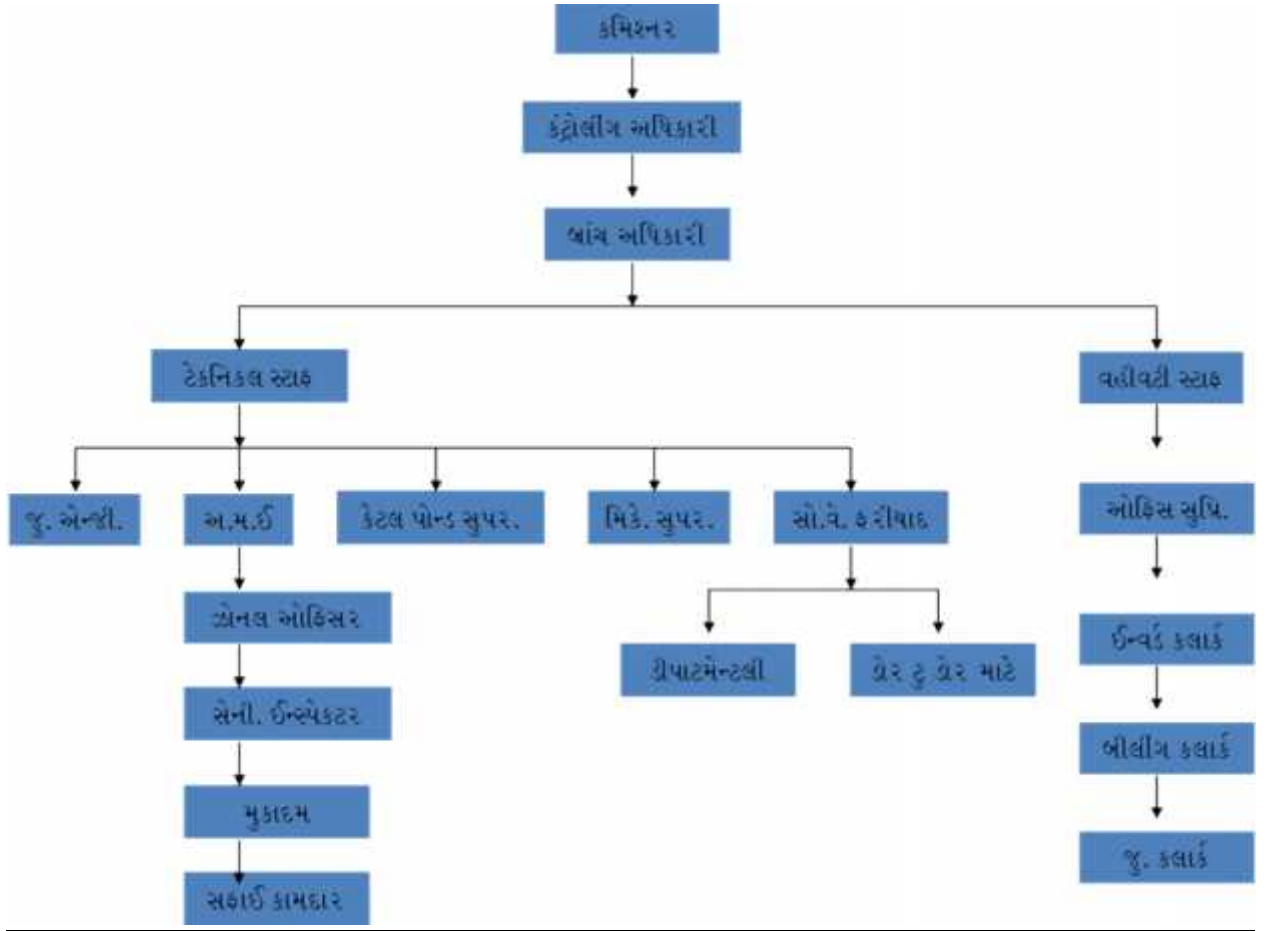 કમિશ્નર
કંટ્રોલીંગ અધિકારી
બ્રાંચ અધિકારી
ટેકનિકલ સ્ટાફ
વહીવટી સ્ટાફ
જુ. એન્જી.
અ.મ.ઈ
કેટલ પોન્ડ સુપર.
મિકે. સુપર.
સો.વે. ફરીયાદ
ઓફિસ સુપ્રિ.
ઝોનલ ઓફિસર
ઈન્વર્ડ કલાર્ક
ડીપાટમેન્ટલી
ડોર ટુ ડોર માટે
સેની. ઈન્સ્પેકટર
બીલીંગ કલાર્ક
મુકાદમ
જુ. કલાર્ક
સફાઈ કામદાર